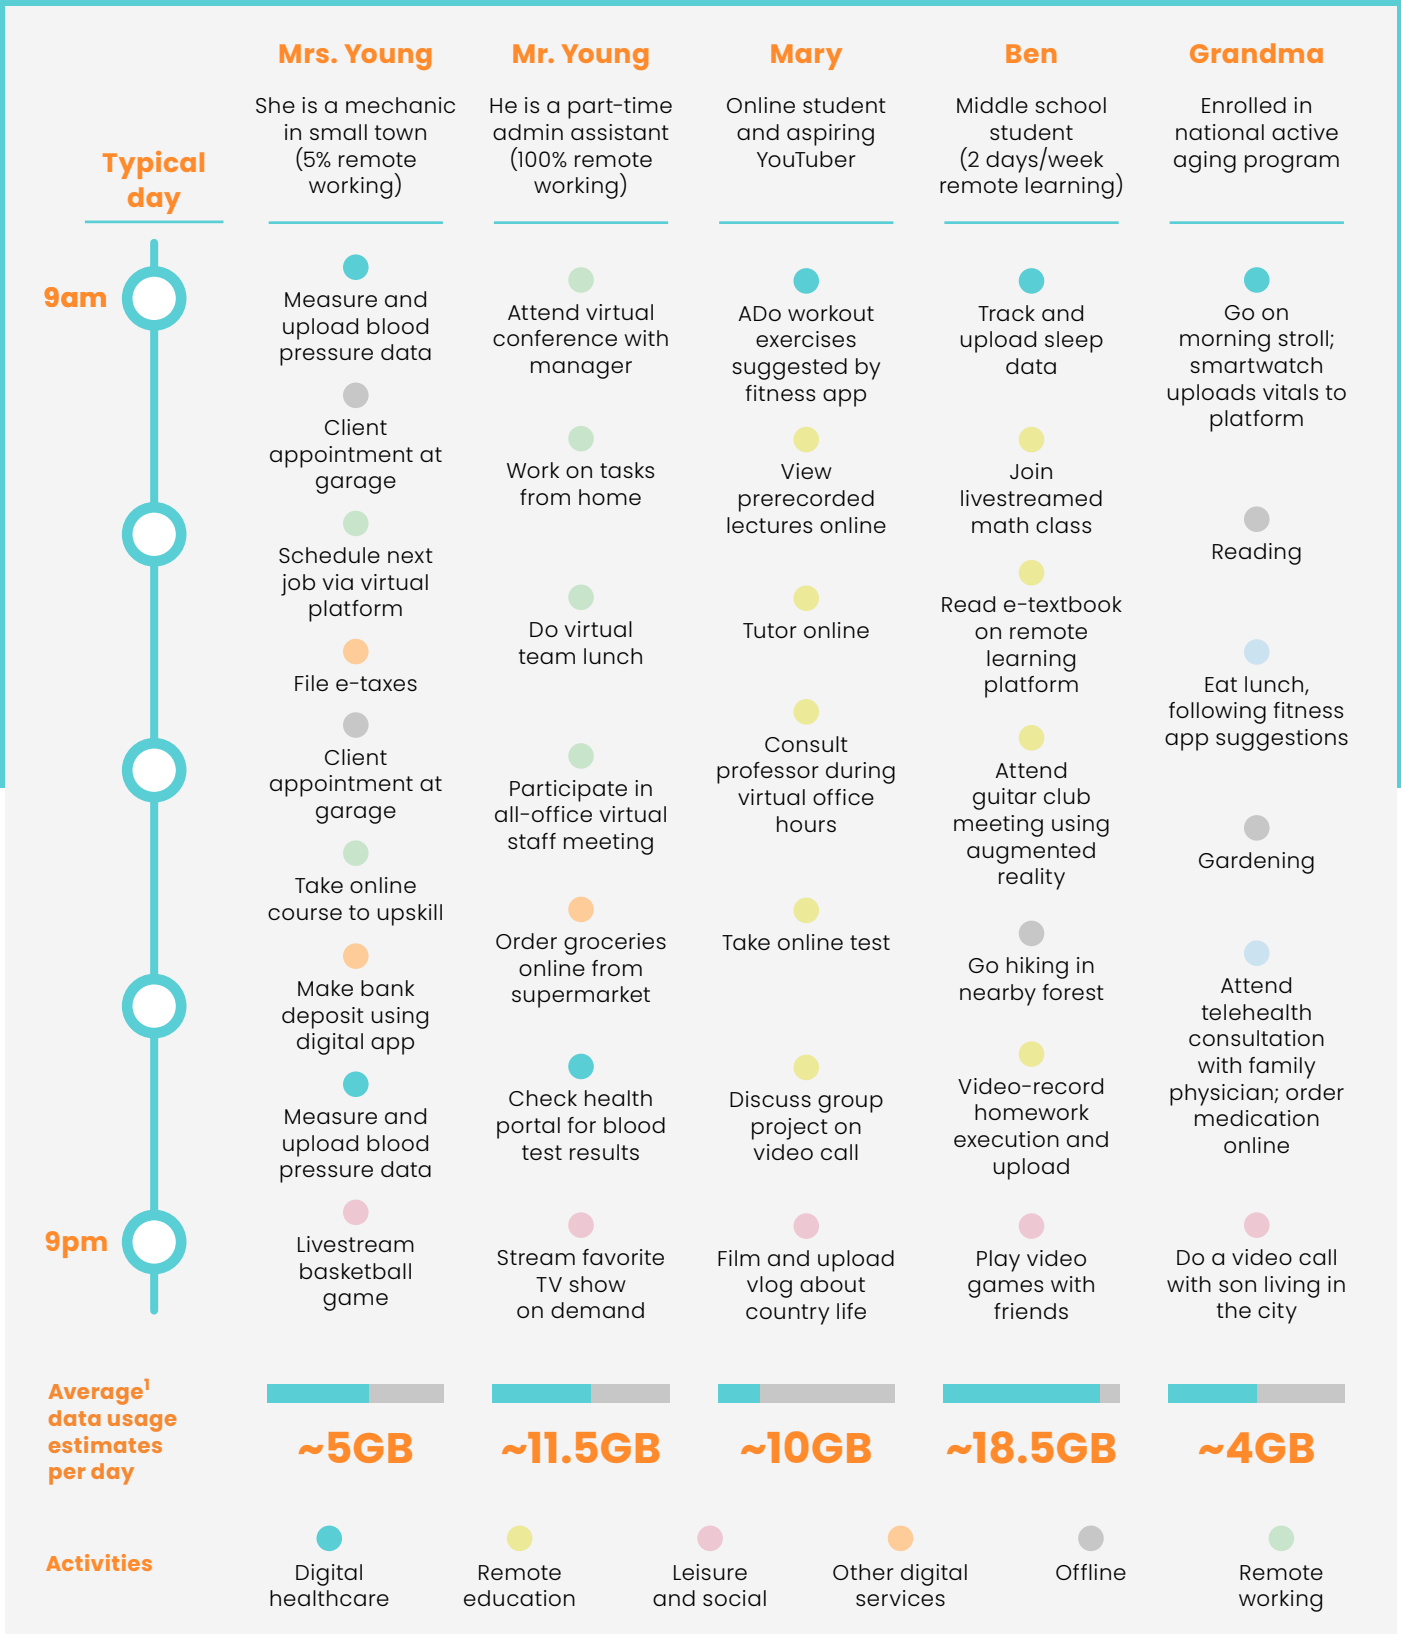 Mrs. Young
Mr. Young
Mary
Ben
Grandma
She is a mechanic
in small town
(5% remote
working)
He is a part-time
admin assistant
(100% remote
working)
Online student
and aspiring
YouTuber
Middle school
student
(2 days/week
remote learning)
Enrolled in
national active
aging program
Typical
day
9am
9pm
Measure and
upload blood
pressure data
Client
appointment at
garage
Schedule next
job via virtual
platform
File e-taxes
Client
appointment at
garage
Take online
course to upskill
Make bank
deposit using
digital app
Measure and
upload blood
pressure data
Livestream
basketball
game
Attend virtual
conference with
manager
Work on tasks
from home
Do virtual
team lunch
Participate in
all-office virtual
staff meeting
Order groceries
online from
supermarket
Check health
portal for blood
test results
Stream favorite
TV show
on demand
ADo workout
exercises
suggested by
fitness app
View
prerecorded
lectures online
Tutor online
Consult
professor during
virtual office
hours
Take online test
Discuss group
project on
video call
Film and upload
vlog about
country life
Track and
upload sleep
data
Join
livestreamed
math class
Read e-textbook
on remote
learning
platform
Attend
guitar club
meeting using
augmented
reality
Go hiking in
nearby forest
Video-record
homework
execution and
upload
Play video
games with
friends
Go on
morning stroll;
smartwatch
uploads vitals to
platform
Reading
Eat lunch,
following fitness
app suggestions
Gardening
Attend
telehealth
consultation
with family
physician; order
medication
online
Do a video call
with son living in
the city
Average¹
data usage
estimates
per day
~5GB
~11.5GB
~10GB
~18.5GB
~4GB
Activities
Digital
healthcare
Remote
education
Leisure
and social
Other digital
services
Offline
Remote
working